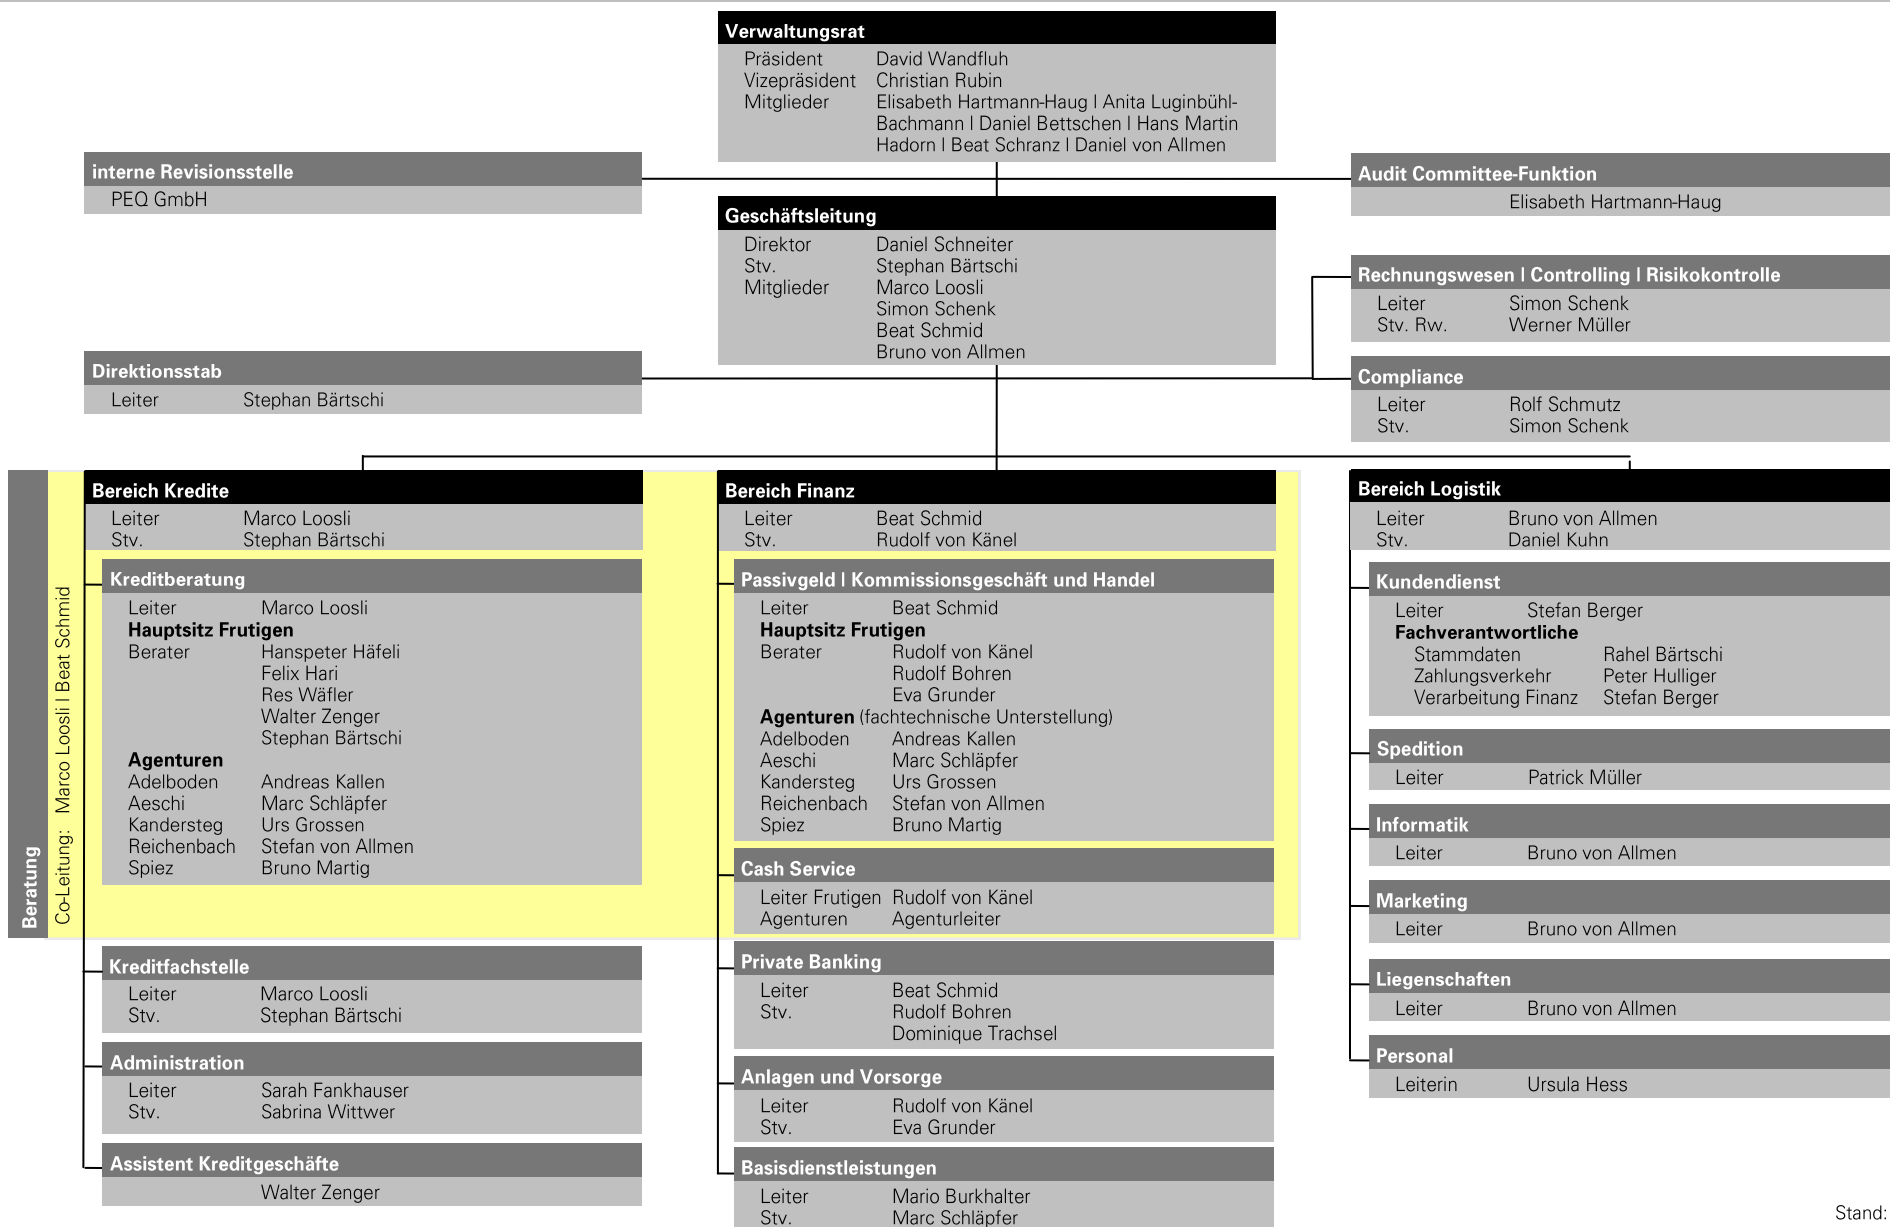 Verwaltungsrat
Präsident David Wandfluh
Vizepräsident Christian Rubin
Mitglieder Elisabeth Hartmann-Haug | Anita Luginbühl-
Bachmann | Daniel Bettschen | Hans Martin
Hadorn | Beat Schranz | Daniel von Allmen
interne Revisionsstelle
PEQ GmbH
Audit Committee-Funktion
Elisabeth Hartmann-Haug
Geschäftsleitung
Direktor Daniel Schneiter
Stv. Stephan Bärtschi
Mitglieder Marco Loosli
Simon Schenk
Beat Schmid
Bruno von Allmen
Rechnungswesen | Controlling | Risikokontrolle
Leiter Simon Schenk
Stv. Rw. Werner Müller
Direktionsstab
Leiter Stephan Bärtschi
Compliance
Leiter Rolf Schmutz
Stv. Simon Schenk
Beratung
Co-Leitung: Marco Loosli | Beat Schmid
Bereich Kredite
Leiter Marco Loosli
Stv. Stephan Bärtschi
Kreditberatung
Leiter Marco Loosli
Hauptsitz Frutigen
Berater Hanspeter Häfeli
Felix Hari
Res Wäfler
Walter Zenger
Stephan Bärtschi
Agenturen
Adelboden Andreas Kallen
Aeschi Marc Schläpfer
Kandersteg Urs Grossen
Reichenbach Stefan von Allmen
Spiez Bruno Martig
Kreditfachstelle
Leiter Marco Loosli
Stv. Stephan Bärtschi
Administration
Leiter Sarah Fankhauser
Stv. Sabrina Wittwer
Assistent Kreditgeschäfte
Walter Zenger
Bereich Finanz
Leiter Beat Schmid
Stv. Rudolf von Känel
Passivgeld | Kommissionsgeschäft und Handel
Leiter Beat Schmid
Hauptsitz Frutigen
Berater Rudolf von Känel
Rudolf Bohren
Eva Grunder
Agenturen (fachtechnische Unterstellung)
Adelboden Andreas Kallen
Aeschi Marc Schläpfer
Kandersteg Urs Grossen
Reichenbach Stefan von Allmen
Spiez Bruno Martig
Cash Service
Leiter Frutigen Rudolf von Känel
Agenturen Agenturleiter
Private Banking
Leiter Beat Schmid
Stv. Rudolf Bohren
Dominique Trachsel
Anlagen und Vorsorge
Leiter Rudolf von Känel
Stv. Eva Grunder
Basisdienstleistungen
Leiter Mario Burkhalter
Stv. Marc Schläpfer
Bereich Logistik
Leiter Bruno von Allmen
Stv. Daniel Kuhn
Kundendienst
Leiter Stefan Berger
Fachverantwortliche
Stammdaten Rahel Bärtschi
Zahlungsverkehr Peter Hulliger
Verarbeitung Finanz Stefan Berger
Spedition
Leiter Patrick Müller
Informatik
Leiter Bruno von Allmen
Marketing
Leiter Bruno von Allmen
Liegenschaften
Leiter Bruno von Allmen
Personal
Leiterin Ursula Hess
Stand: